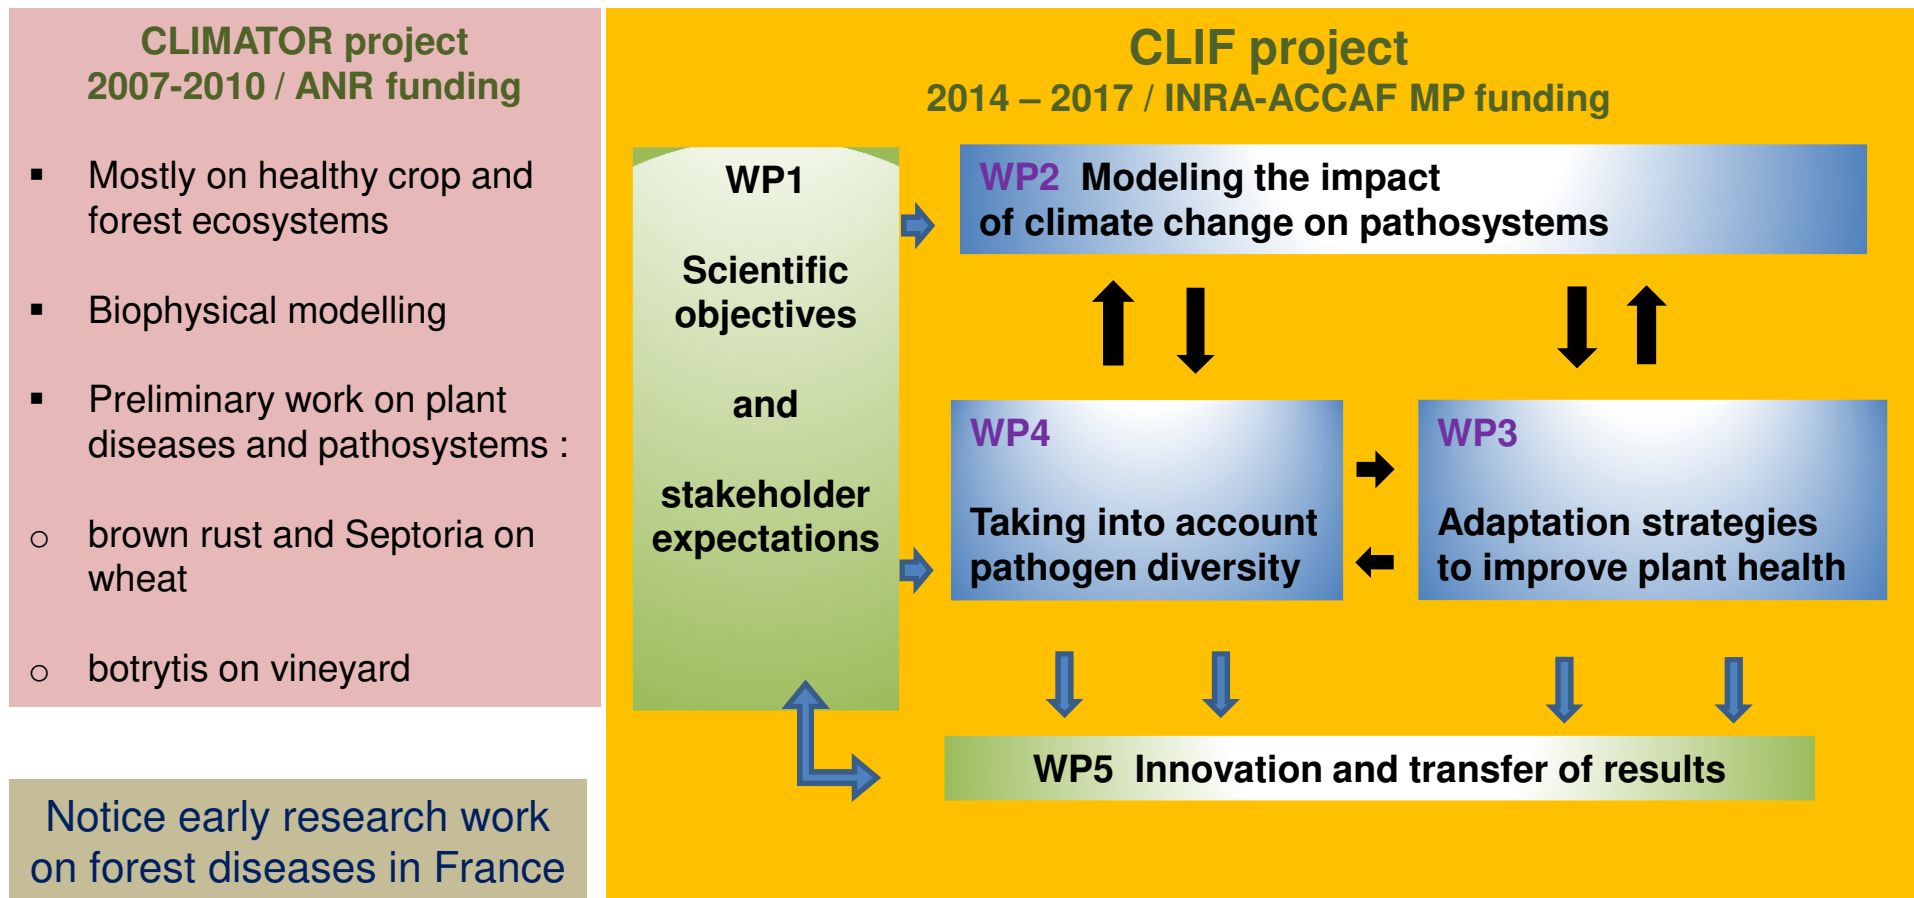 CLIMATOR project
2007-2010 / ANR funding
▪ Mostly on healthy crop and
forest ecosystems
▪ Biophysical modelling
▪ Preliminary work on plant
diseases and pathosystems :
o brown rust and Septoria on
wheat
o botrytis on vineyard
Notice early research work
on forest diseases in France
CLIF project
2014 – 2017 / INRA-ACCAF MP funding
WP1
Scientific
objectives
and
stakeholder
expectations
WP2 Modeling the impact
of climate change on pathosystems
WP4
Taking into account
pathogen diversity
WP3
Adaptation strategies
to improve plant health
WP5 Innovation and transfer of results